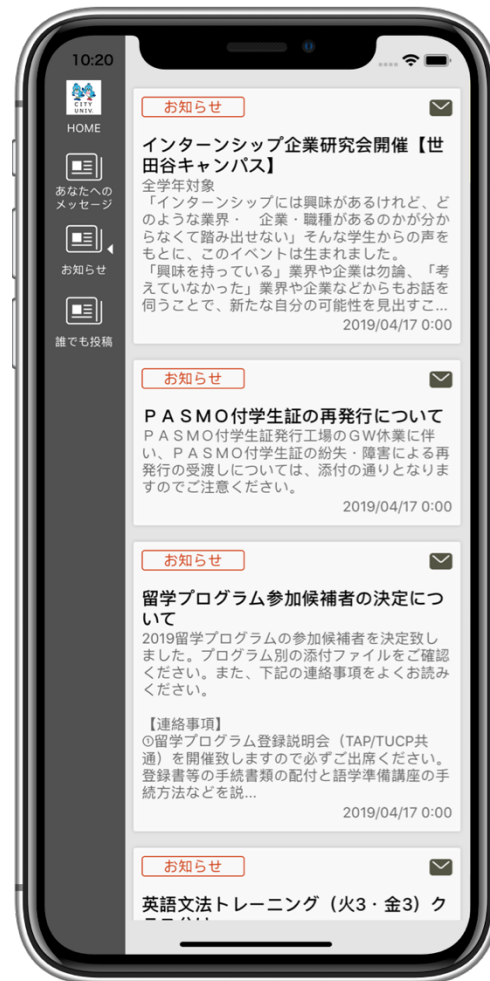 10:20
CITY
UNIV.
HOME
あなたへの
メッセージ
お知らせ
誰でも投稿
お知らせ
インターンシップ企業研究会開催【世
田谷キャンパス】
全学年対象
「インターンシップには興味があるけれど、ど
のような業界・　企業・職種があるのかが分か
らなくて踏み出せない」そんな学生からの声を
もとに、このイベントは生まれました。
「興味を持っている」業界や企業は勿論、「考
えていなかった」業界や企業などからもお話を
伺うことで、新たな自分の可能性を見出すこ...
2019/04/17 0:00
お知らせ
ＰＡＳＭＯ付学生証の再発行について
ＰＡＳＭＯ付学生証発行工場のＧＷ休業に伴
い、ＰＡＳＭＯ付学生証の紛失・障害による再
発行の受渡しについては、添付の通りとなりま
すのでご注意ください。
2019/04/17 0:00
お知らせ
留学プログラム参加候補者の決定につ
いて
2019留学プログラムの参加候補者を決定致し
ました。プログラム別の添付ファイルをご確認
ください。また、下記の連絡事項をよくお読み
ください。
【連絡事項】
①留学プログラム登録説明会（TAP/TUCP共
通）を開催致しますので必ずご出席ください。
登録書等の手続書類の配付と語学準備講座の手
続方法などを説...
2019/04/17 0:00
お知らせ
英語文法トレーニング（火3・金3）ク